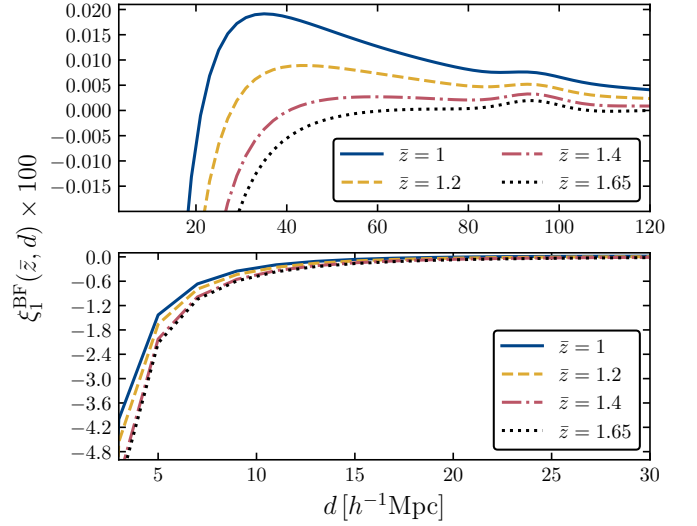 0.020
0.015
0.010
0.005
0.000
−0.005
−0.010
−0.015
z̄ = 1
z̄ = 1.2
z̄ = 1.4
z̄ = 1.65
20
40
60
80
100
120
ξ₁ᴮᶠ(z̄, d) × 100
0.0
−0.6
−1.2
−1.8
−2.4
−3.0
−3.6
−4.2
−4.8
z̄ = 1
z̄ = 1.2
z̄ = 1.4
z̄ = 1.65
5
10
15
20
25
30
d [h⁻¹Mpc]